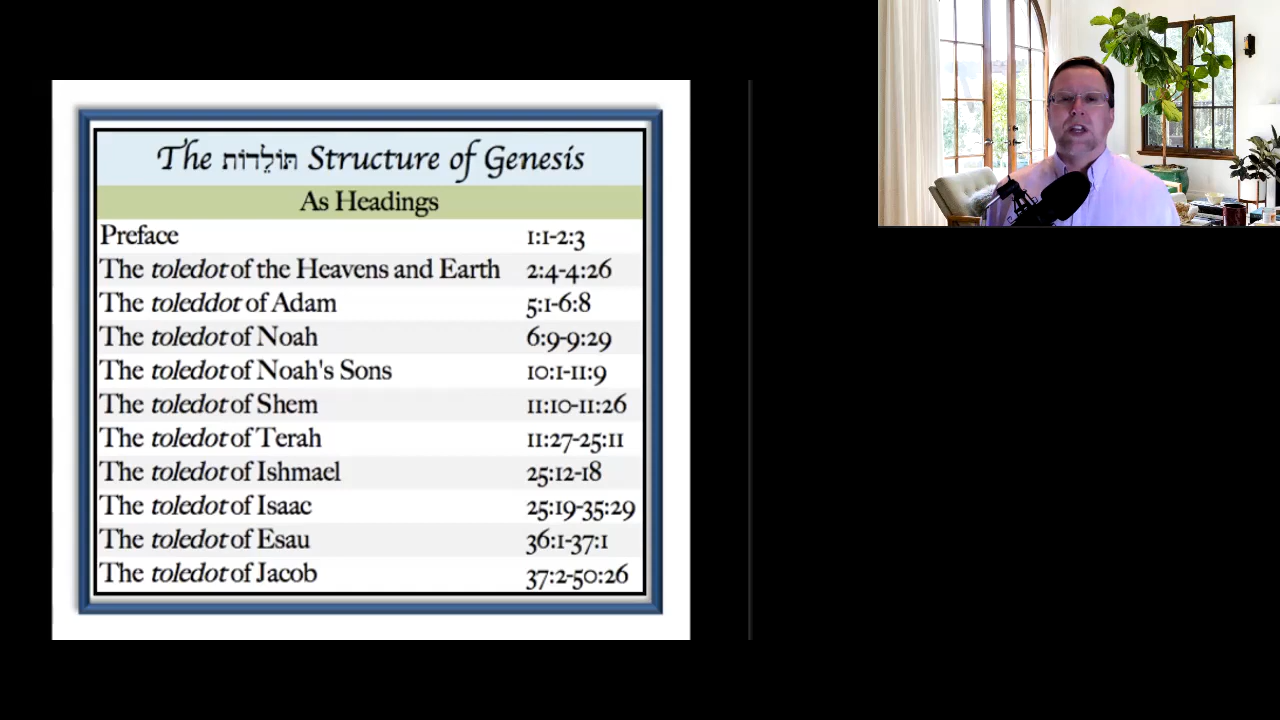 The תּוֹלֵדוֹת Structure of Genesis
As Headings
Preface 1:1-2:3
The toledot of the Heavens and Earth 2:4-4:26
The toleddot of Adam 5:1-6:8
The toledot of Noah 6:9-9:29
The toledot of Noah's Sons 10:1-11:9
The toledot of Shem 11:10-11:26
The toledot of Terah 11:27-25:11
The toledot of Ishmael 25:12-18
The toledot of Isaac 25:19-35:29
The toledot of Esau 36:1-37:1
The toledot of Jacob 37:2-50:26